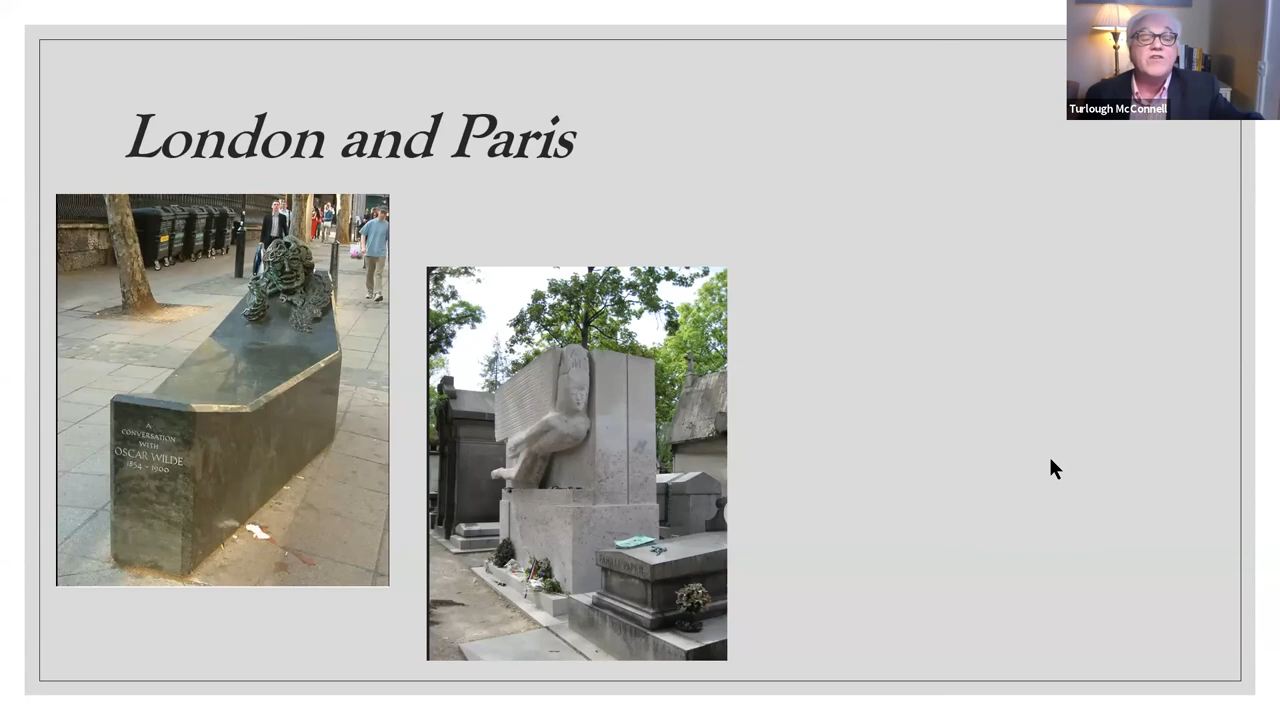 Turlough McConnell
London and Paris
A
CONVERSATION
WITH
OSCAR WILDE
1854 - 1900